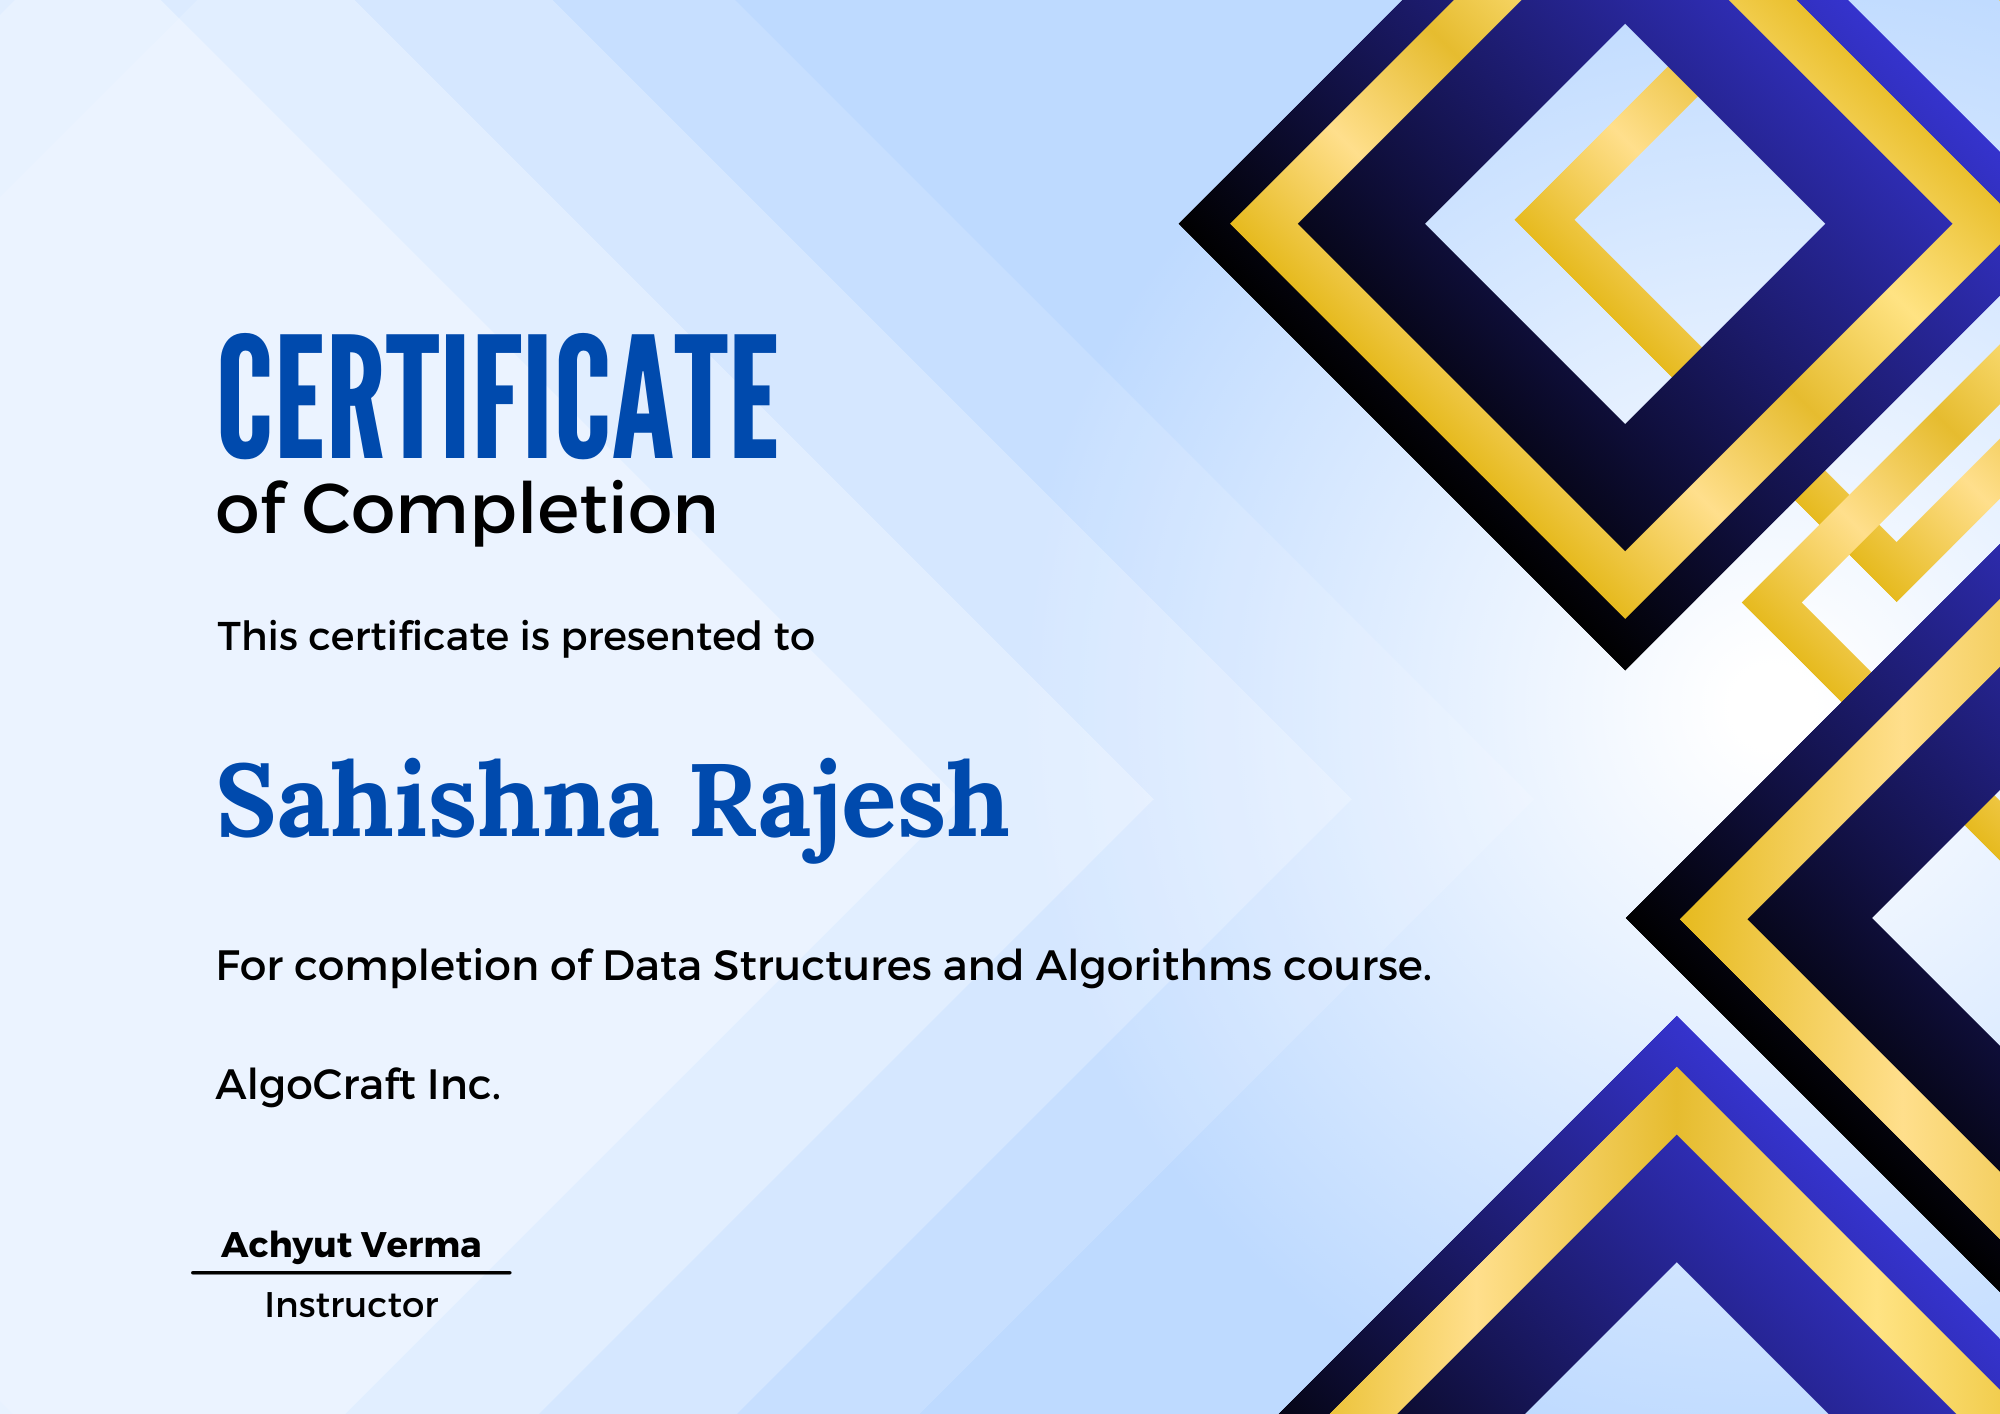 CERTIFICATE
of Completion
This certificate is presented to
Sahishna Rajesh
For completion of Data Structures and Algorithms course.
AlgoCraft Inc.
Achyut Verma
Instructor